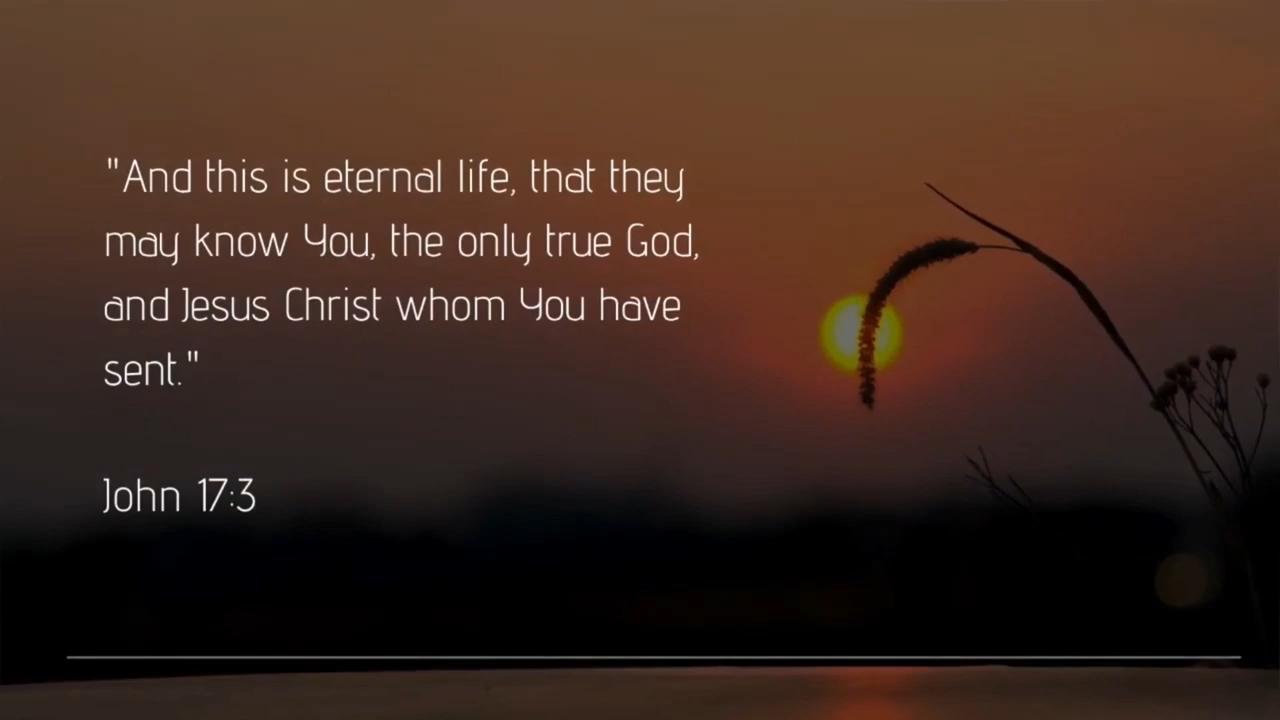 "And this is eternal life, that they
may know You, the only true God,
and Jesus Christ whom You have
sent."
John 17:3